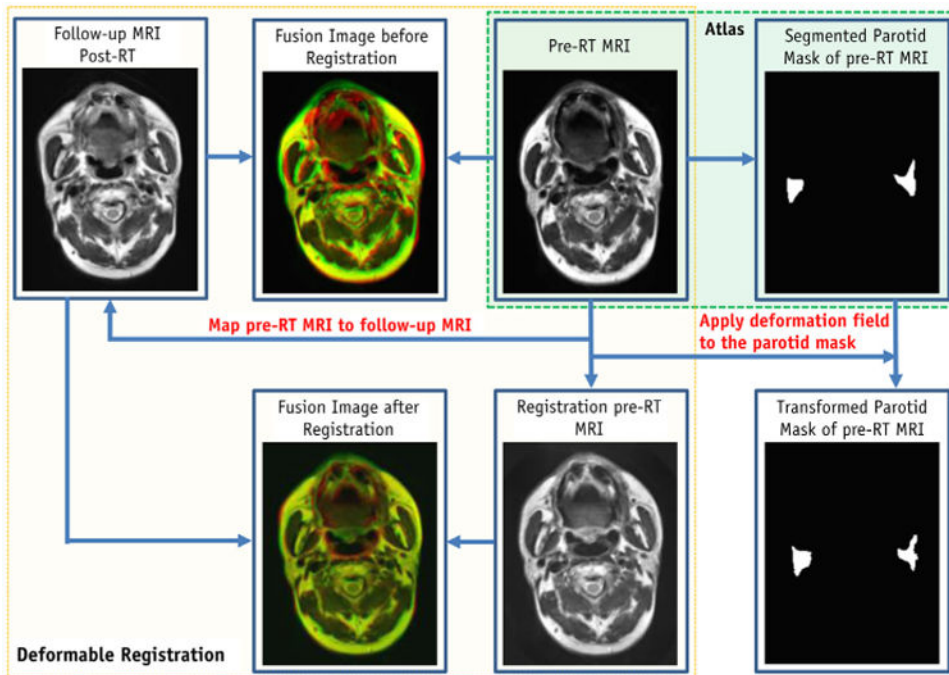 Follow-up MRI
Post-RT
Fusion Image before
Registration
Pre-RT MRI
Atlas
Segmented Parotid
Mask of pre-RT MRI
Map pre-RT MRI to follow-up MRI
Apply deformation field
to the parotid mask
Fusion Image after
Registration
Registration pre-RT
MRI
Transformed Parotid
Mask of pre-RT MRI
Deformable Registration